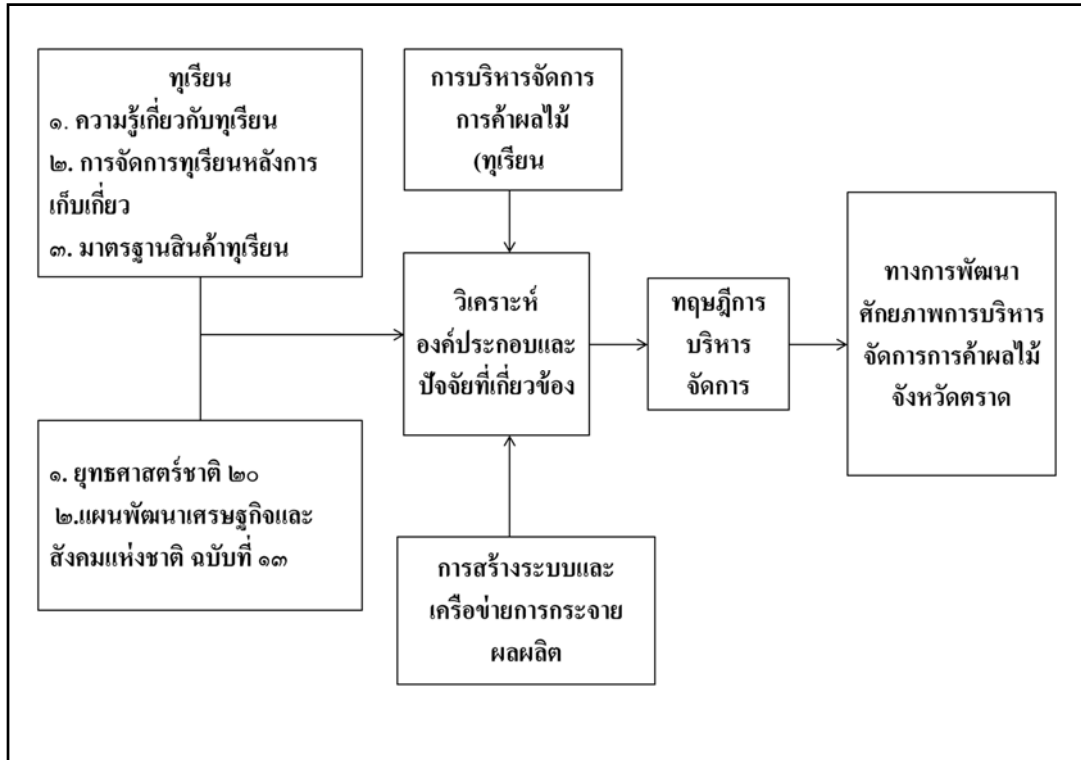 ทุเรียน
๑. ความรู้เกี่ยวกับทุเรียน
๒. การจัดการทุเรียนหลังการ
เก็บเกี่ยว
๓. มาตรฐานสินค้าทุเรียน
๑. ยุทธศาสตร์ชาติ ๒๐
๒.แผนพัฒนาเศรษฐกิจและ
สังคมแห่งชาติ ฉบับที่ ๑๓
การบริหารจัดการ
การค้าผลไม้
(ทุเรียน
วิเคราะห์
องค์ประกอบและ
ปัจจัยที่เกี่ยวข้อง
การสร้างระบบและ
เครือข่ายการกระจาย
ผลผลิต
ทฤษฎีการ
บริหาร
จัดการ
ทางการพัฒนา
ศักยภาพการบริหาร
จัดการการค้าผลไม้
จังหวัดตราด